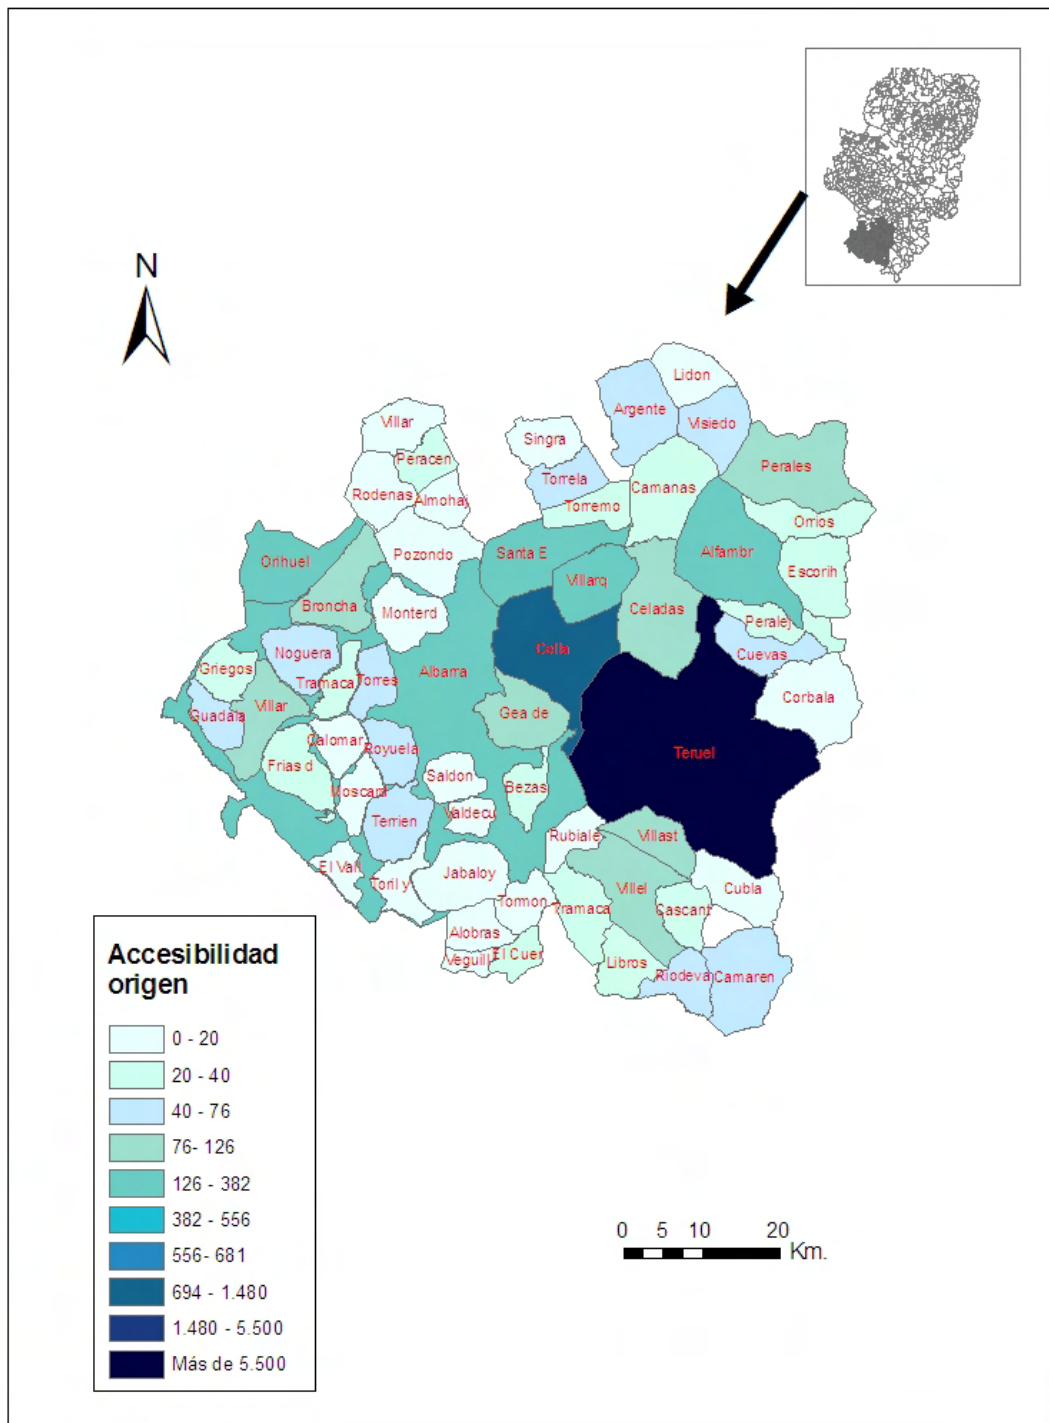 N
Lidon
Argente
Visiedo
Villar
Singra
Peracen
Perales
Torrela
Camanas
Rodenas
Almohaj
Torremo
Orrios
Pozondo
Santa E
Alfambr
Orihuel
Escorih
Villarq
Broncha
Monterd
Celadas
Peralej
Cella
Noguera
Cuevas
Griegos
Albarra
Tramaca
Torres
Corbala
Villar
Gea de
Guadala
Calomar
Royuela
Teruel
Frias d
Saldon
Bezas
Moscard
Valdecu
Terrien
Rubiale
Villast
El Vall
Jabaloy
Toril y
Villel
Cubla
Tormon
Tramaca
Cascant
Alobras
El Cuer
Veguill
Libros
Riodeva
Camaren
Accesibilidad
origen
0 - 20
20 - 40
40 - 76
76- 126
126 - 382
382 - 556
556- 681
694 - 1.480
1.480 - 5.500
Más de 5.500
0 5 10 20
Km.